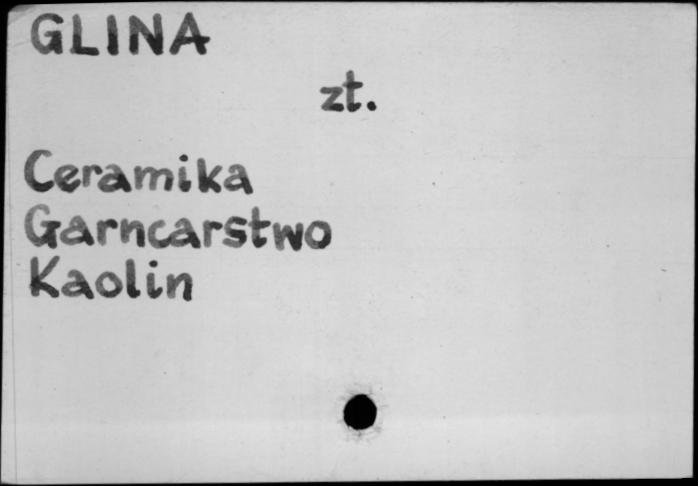 GLINA
zt.
Ceramika
Garncarstwo
Kaolin